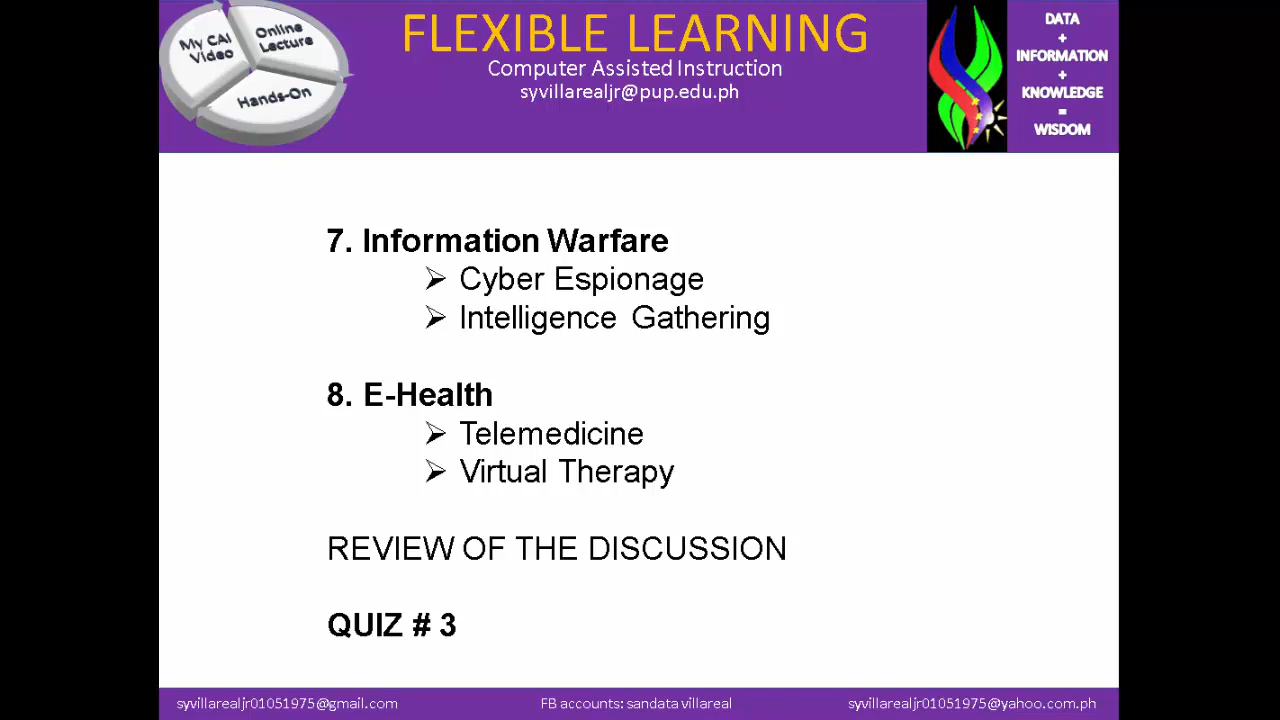 My CAI
Video
Online
Lecture
Hands-On
FLEXIBLE LEARNING
Computer Assisted Instruction
syvillarealjr@pup.edu.ph
DATA
+
INFORMATION
+
KNOWLEDGE
=
WISDOM
7. Information Warfare
➢ Cyber Espionage
➢ Intelligence Gathering
8. E-Health
➢ Telemedicine
➢ Virtual Therapy
REVIEW OF THE DISCUSSION
QUIZ # 3
syvillarealjr01051975@gmail.com
FB accounts: sandata villareal
syvillarealjr01051975@yahoo.com.ph